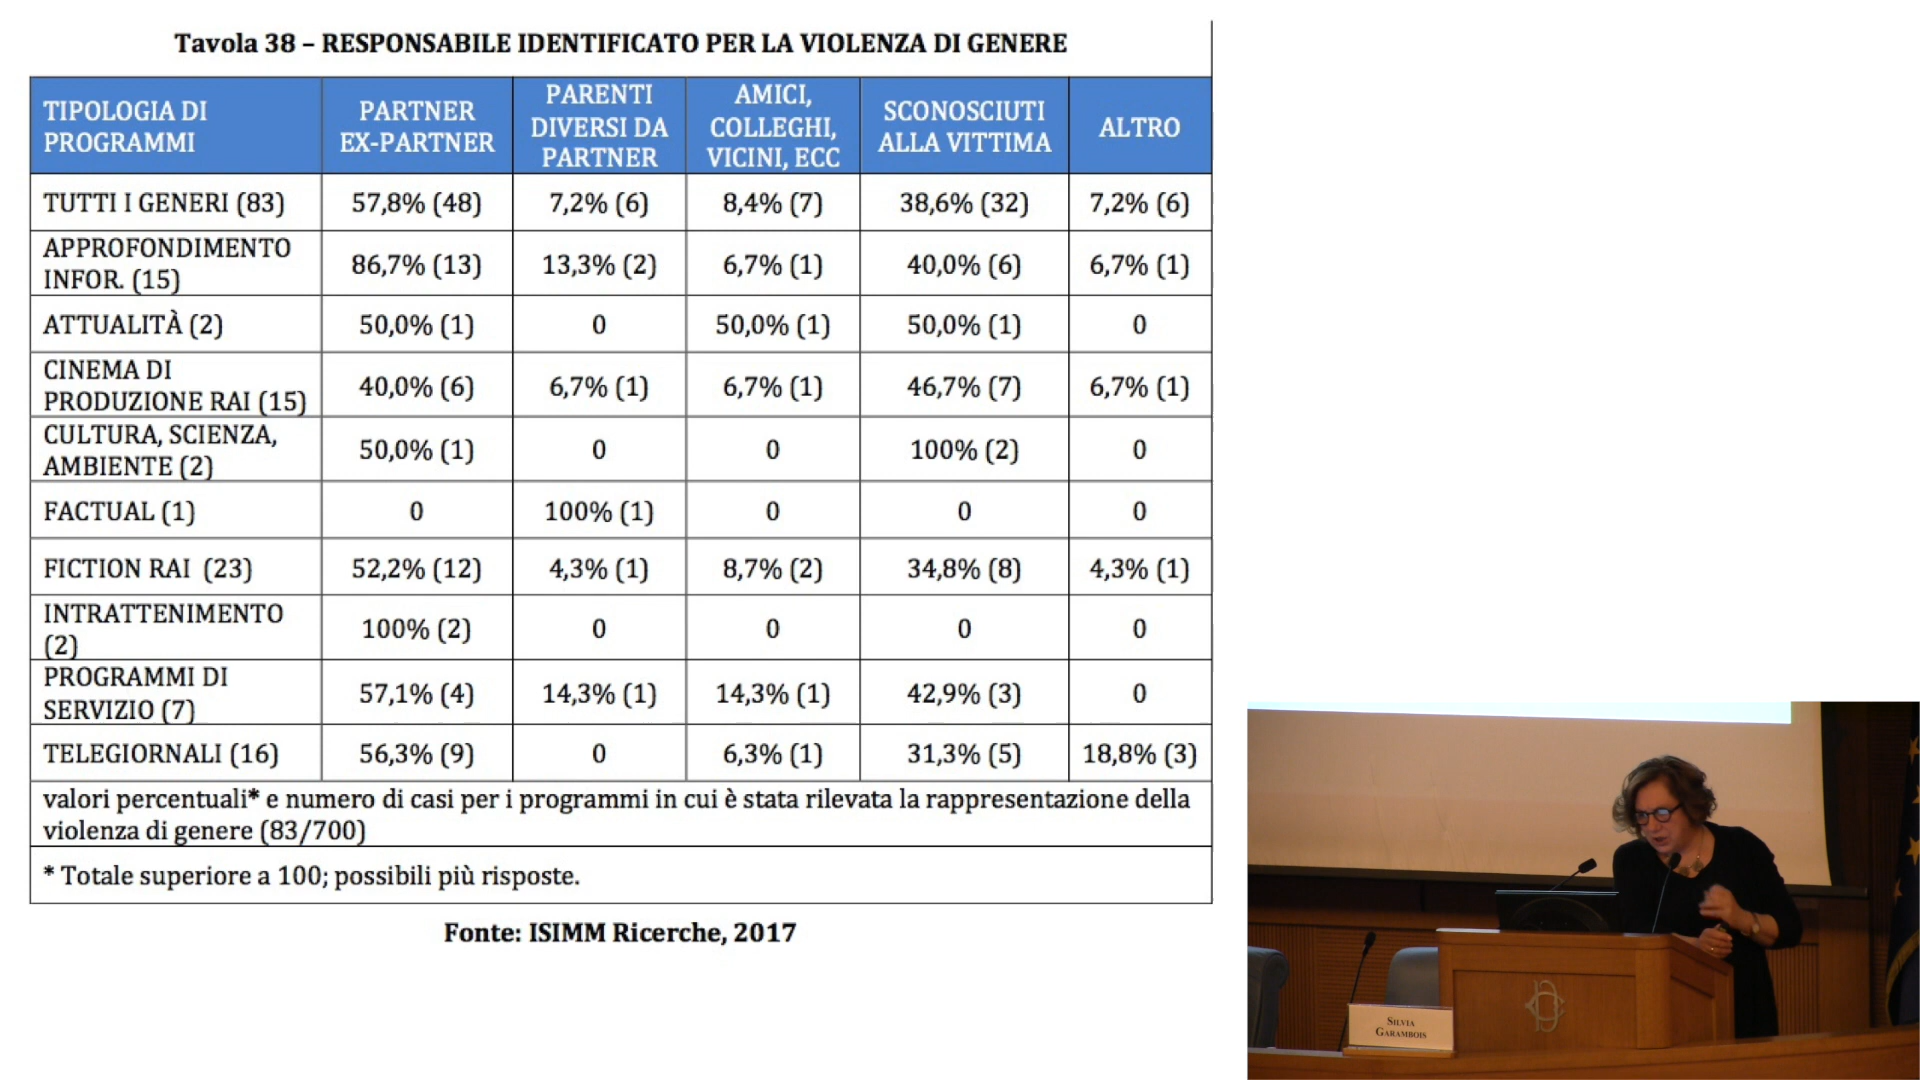 Tavola 38 – RESPONSABILE IDENTIFICATO PER LA VIOLENZA DI GENERE
TIPOLOGIA DI
PROGRAMMI
PARTNER
EX-PARTNER
PARENTI
DIVERSI DA
PARTNER
AMICI,
COLLEGHI,
VICINI, ECC
SCONOSCIUTI
ALLA VITTIMA
ALTRO
TUTTI I GENERI (83) 57,8% (48) 7,2% (6) 8,4% (7) 38,6% (32) 7,2% (6)
APPROFONDIMENTO
INFOR. (15) 86,7% (13) 13,3% (2) 6,7% (1) 40,0% (6) 6,7% (1)
ATTUALITÀ (2) 50,0% (1) 0 50,0% (1) 50,0% (1) 0
CINEMA DI
PRODUZIONE RAI (15) 40,0% (6) 6,7% (1) 6,7% (1) 46,7% (7) 6,7% (1)
CULTURA, SCIENZA,
AMBIENTE (2) 50,0% (1) 0 0 100% (2) 0
FACTUAL (1) 0 100% (1) 0 0 0
FICTION RAI (23) 52,2% (12) 4,3% (1) 8,7% (2) 34,8% (8) 4,3% (1)
INTRATTENIMENTO
(2) 100% (2) 0 0 0 0
PROGRAMMI DI
SERVIZIO (7) 57,1% (4) 14,3% (1) 14,3% (1) 42,9% (3) 0
TELEGIORNALI (16) 56,3% (9) 0 6,3% (1) 31,3% (5) 18,8% (3)
valori percentuali* e numero di casi per i programmi in cui è stata rilevata la rappresentazione della
violenza di genere (83/700)
* Totale superiore a 100; possibili più risposte.
Fonte: ISIMM Ricerche, 2017
SILVIA
GARAMBOIS